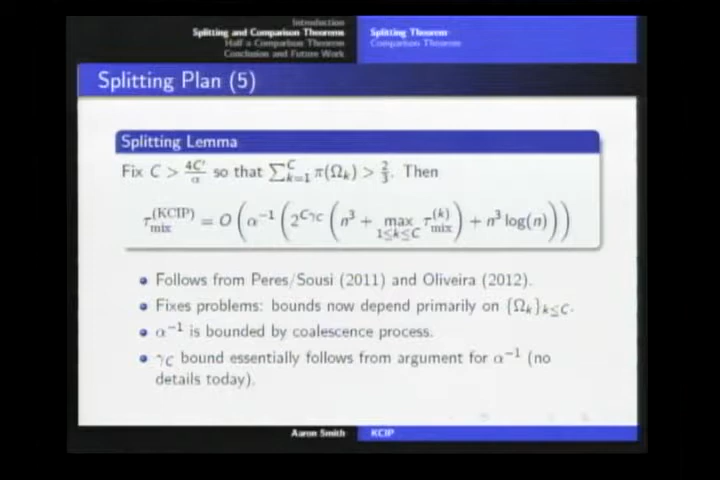 Introduction
Splitting and Comparison Theorems
Half a Comparison Theorem
Conclusion and Future Work
Splitting Theorem
Comparison Theorem
Splitting Plan (5)
Splitting Lemma
Fix C > 4C'/α so that ∑_{k=1}^{C} π(Ω_k) > 2/3. Then
τ_mix^(KCIP) = O(α^{-1}(2^{Cγ_C}(n^3 + max_{1≤k≤C} τ_mix^(k)) + n^3 log(n)))
Follows from Peres/Sousi (2011) and Oliveira (2012).
Fixes problems: bounds now depend primarily on {Ω_k}_{k≤C}.
α^{-1} is bounded by coalescence process.
γ_C bound essentially follows from argument for α^{-1} (no
details today).
Aaron Smith
KCIP